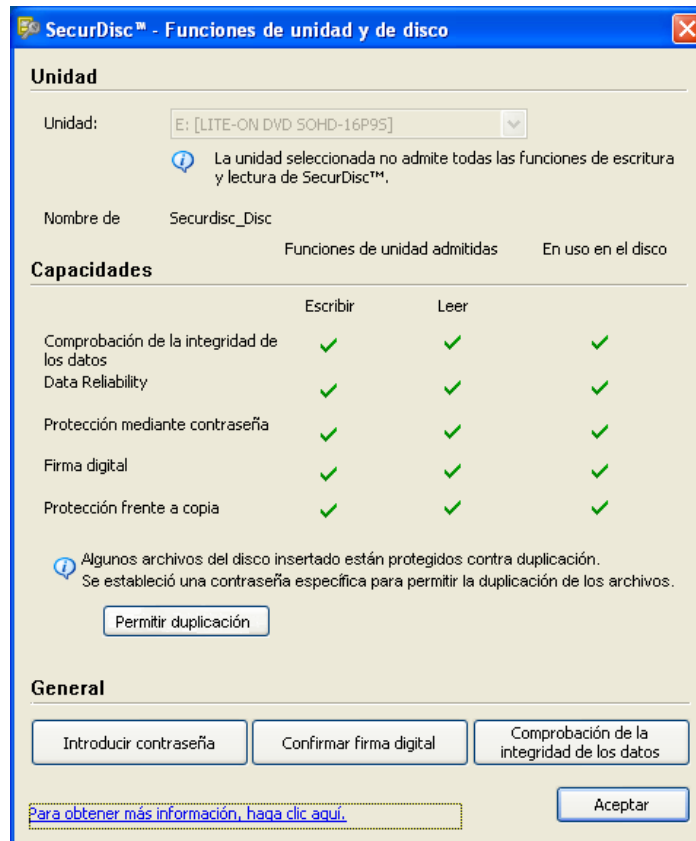 SecurDisc™ - Funciones de unidad y de disco
Unidad
Unidad:
E: [LITE-ON DVD SOHD-16P9S]
La unidad seleccionada no admite todas las funciones de escritura
y lectura de SecurDisc™.
Nombre de
Securdisc_Disc
Funciones de unidad admitidas
En uso en el disco
Capacidades
Escribir
Leer
Comprobación de la integridad de
los datos
Data Reliability
Protección mediante contraseña
Firma digital
Protección frente a copia
Algunos archivos del disco insertado están protegidos contra duplicación.
Se estableció una contraseña específica para permitir la duplicación de los archivos.
Permitir duplicación
General
Introducir contraseña
Confirmar firma digital
Comprobación de la
integridad de los datos
Para obtener más información, haga clic aquí.
Aceptar